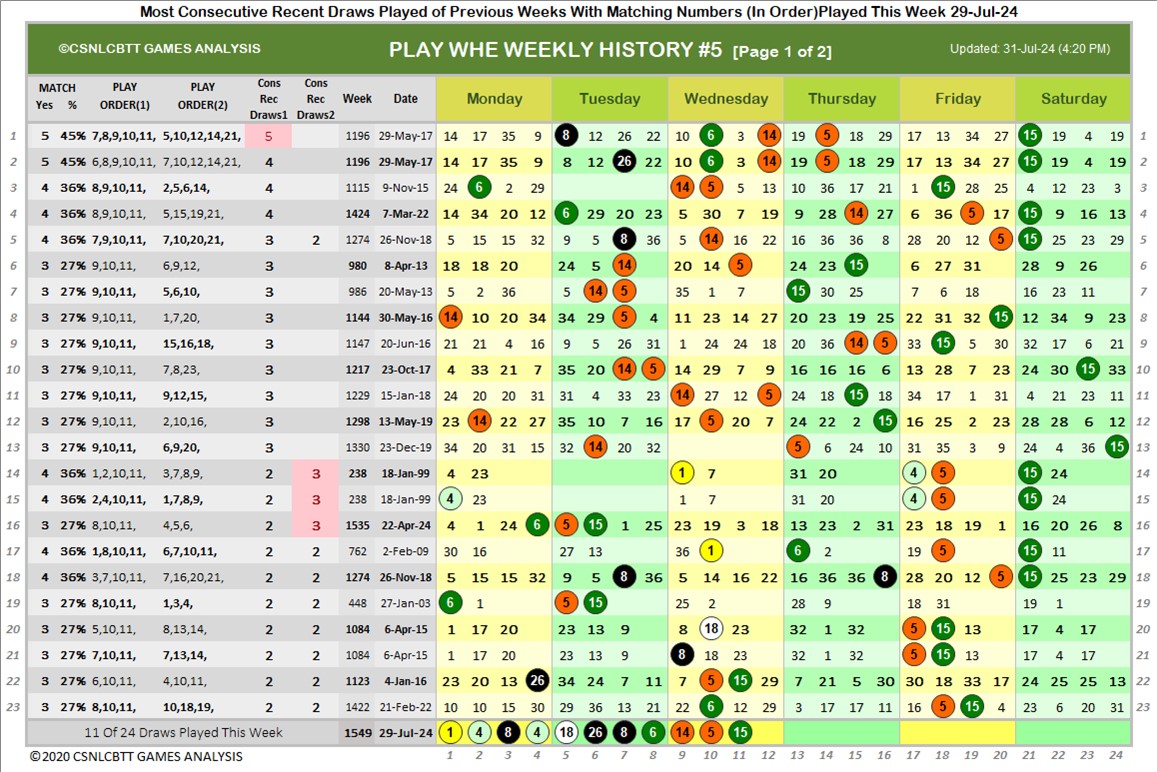 Most Consecutive Recent Draws Played of Previous Weeks With Matching Numbers (In Order)Played This Week 29-Jul-24
©CSNLCBTT GAMES ANALYSIS PLAY WHE WEEKLY HISTORY #5 [Page 1 of 2] Updated: 31-Jul-24 (4:20 PM)
MATCH Yes % PLAY ORDER(1) PLAY ORDER(2) Cons Rec Draws1 Cons Rec Draws2 Week Date Monday Tuesday Wednesday Thursday Friday Saturday
1 5 45% 7,8,9,10,11, 5,10,12,14,21, 5 1196 29-May-17 14 17 35 9 8 12 26 22 10 6 3 14 19 5 18 29 17 13 34 27 15 19 4 19 1
2 5 45% 6,8,9,10,11, 7,10,12,14,21, 4 1196 29-May-17 14 17 35 9 8 12 26 22 10 6 3 14 19 5 18 29 17 13 34 27 15 19 4 19 2
3 4 36% 8,9,10,11, 2,5,6,14, 4 1115 9-Nov-15 24 6 2 29 14 5 5 13 10 36 17 21 1 15 28 25 4 12 23 3 3
4 4 36% 8,9,10,11, 5,15,19,21, 4 1424 7-Mar-22 14 34 20 12 6 29 20 23 5 30 7 19 9 28 14 27 6 36 5 17 15 9 16 13 4
5 4 36% 7,9,10,11, 7,10,20,21, 3 2 1274 26-Nov-18 5 15 15 32 9 5 8 36 5 14 16 22 16 36 36 8 28 20 12 5 15 25 23 29 5
6 3 27% 9,10,11, 6,9,12, 3 980 8-Apr-13 18 18 20 24 5 14 20 14 5 24 23 15 6 27 31 28 9 26 6
7 3 27% 9,10,11, 5,6,10, 3 986 20-May-13 5 2 36 5 14 5 35 1 7 15 30 25 7 6 18 16 23 11 7
8 3 27% 9,10,11, 1,7,20, 3 1144 30-May-16 14 10 20 34 34 29 5 4 11 23 14 27 20 23 19 25 22 31 32 15 12 34 9 23 8
9 3 27% 9,10,11, 15,16,18, 3 1147 20-Jun-16 21 21 4 16 9 5 26 31 1 24 24 18 20 36 14 5 33 15 5 30 32 17 6 21 9
10 3 27% 9,10,11, 7,8,23, 3 1217 23-Oct-17 4 33 21 7 35 20 14 5 14 29 7 9 16 16 16 6 13 28 7 23 24 30 15 33 10
11 3 27% 9,10,11, 9,12,15, 3 1229 15-Jan-18 24 20 20 31 31 4 33 23 14 27 12 5 24 18 15 18 34 17 1 31 4 21 23 11 11
12 3 27% 9,10,11, 2,10,16, 3 1298 13-May-19 23 14 22 27 35 10 7 16 17 5 20 7 24 22 2 15 16 25 2 23 28 28 6 12 12
13 3 27% 9,10,11, 6,9,20, 3 1330 23-Dec-19 34 20 31 15 32 14 20 32 5 6 24 10 31 35 3 9 24 4 36 15 13
14 4 36% 1,2,10,11, 3,7,8,9, 2 3 238 18-Jan-99 4 23 1 7 31 20 4 5 15 24 14
15 4 36% 2,4,10,11, 1,7,8,9, 2 3 238 18-Jan-99 4 23 1 7 31 20 4 5 15 24 15
16 3 27% 8,10,11, 4,5,6, 2 3 1535 22-Apr-24 4 1 24 6 5 15 1 25 23 19 3 18 13 23 2 31 23 18 19 1 16 20 26 8 16
17 4 36% 1,8,10,11, 6,7,10,11, 2 2 762 2-Feb-09 30 16 27 13 36 1 6 2 19 5 15 11 17
18 4 36% 3,7,10,11, 7,16,20,21, 2 2 1274 26-Nov-18 5 15 15 32 9 5 8 36 5 14 16 22 16 36 36 8 28 20 12 5 15 25 23 29 18
19 3 27% 8,10,11, 1,3,4, 2 2 448 27-Jan-03 6 1 5 15 25 2 28 9 18 31 19 1 19
20 3 27% 5,10,11, 8,13,14, 2 2 1084 6-Apr-15 1 17 20 23 13 9 8 18 23 32 1 32 5 15 13 17 4 17 20
21 3 27% 7,10,11, 7,13,14, 2 2 1084 6-Apr-15 1 17 20 23 13 9 8 18 23 32 1 32 5 15 13 17 4 17 21
22 3 27% 6,10,11, 4,10,11, 2 2 1123 4-Jan-16 23 20 13 26 34 24 7 11 7 5 15 29 7 21 5 30 30 18 33 17 24 25 25 13 22
23 3 27% 8,10,11, 10,18,19, 2 2 1422 21-Feb-22 10 10 15 30 29 36 13 21 22 6 12 29 3 17 17 11 16 5 15 4 23 6 20 31 23
11 Of 24 Draws Played This Week 1549 29-Jul-24 1 4 8 4 18 26 8 6 14 5 15
©2020 CSNLCBTT GAMES ANALYSIS 1 2 3 4 5 6 7 8 9 10 11 12 13 14 15 16 17 18 19 20 21 22 23 24